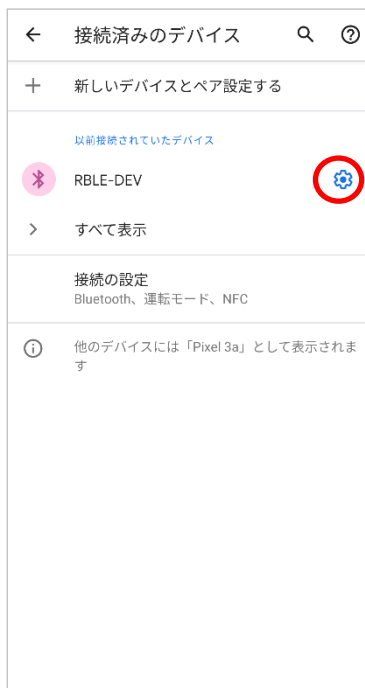 接続済みのデバイス
新しいデバイスとペア設定する
以前接続されていたデバイス
RBLE-DEV
すべて表示
接続の設定
Bluetooth、運転モード、NFC
他のデバイスには「Pixel 3a」として表示されま
す